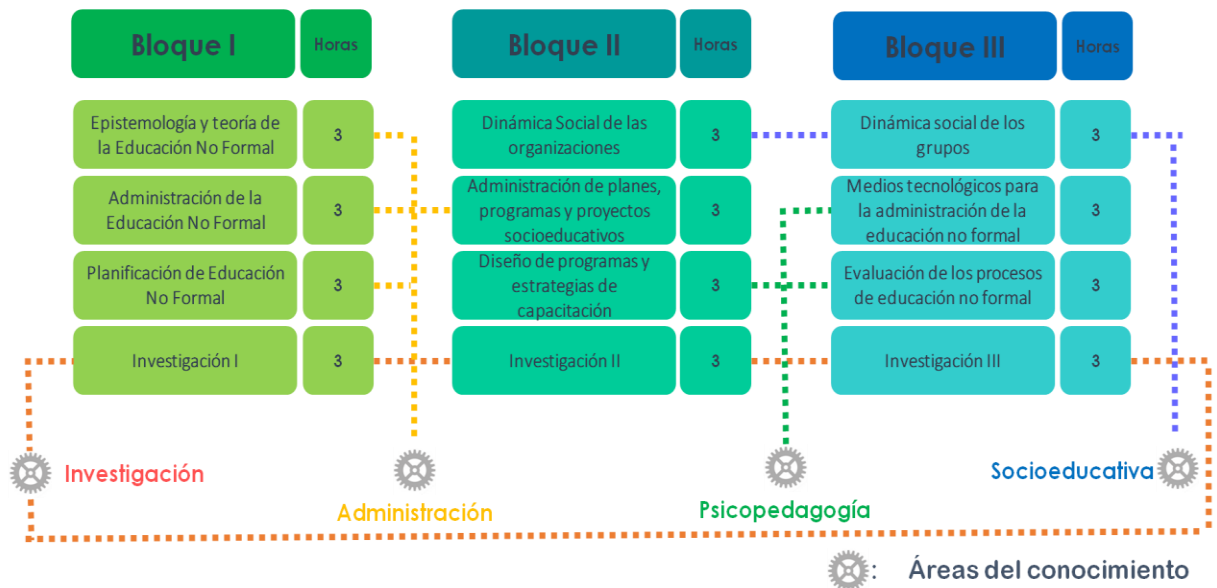 Bloque I
Horas
Bloque II
Horas
Bloque III
Horas
Epistemología y teoría de
la Educación No Formal
3
Dinámica Social de las
organizaciones
3
Dinámica social de los
grupos
3
Administración de la
Educación No Formal
3
Administración de planes,
programas y proyectos
socioeducativos
3
Medios tecnológicos para
la administración de la
educación no formal
3
Planificación de Educación
No Formal
3
Diseño de programas y
estrategias de
capacitación
3
Evaluación de los procesos
de educación no formal
3
Investigación I
3
Investigación II
3
Investigación III
3
Investigación
Administración
Psicopedagogía
Socioeducativa
: Áreas del conocimiento